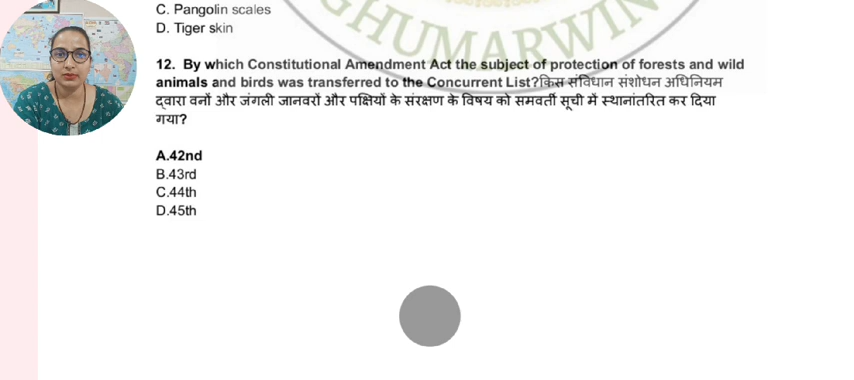 C. Pangolin scales
D. Tiger skin
GHUMARWIN
12. By which Constitutional Amendment Act the subject of protection of forests and wild
animals and birds was transferred to the Concurrent List?किस संविधान संशोधन अधिनियम
द्वारा वनों और जंगली जानवरों और पक्षियों के संरक्षण के विषय को समवर्ती सूची में स्थानांतरित कर दिया
गया?
A.42nd
B.43rd
C.44th
D.45th